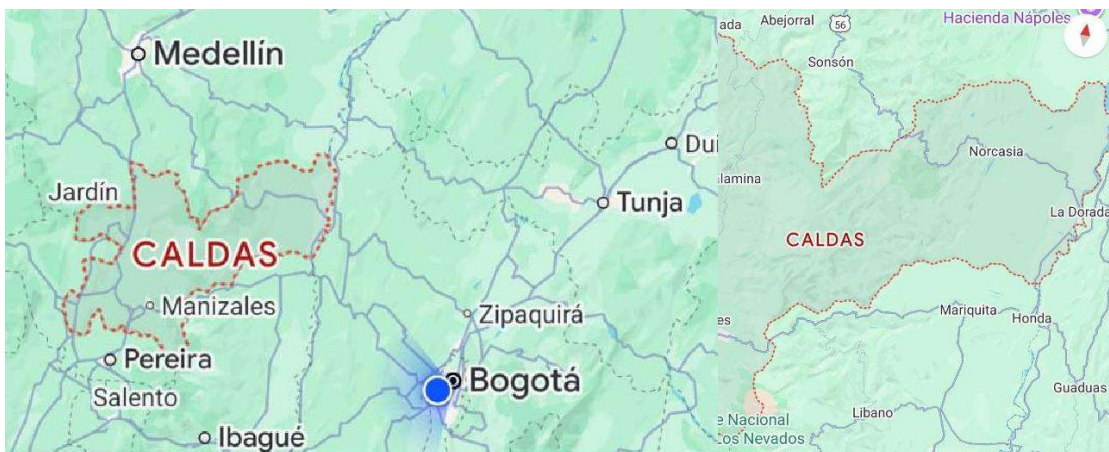 Medellín
Jardín
CALDAS
Manizales
Pereira
Salento
Ibagué
Dui
Tunja
Zipaquirá
Bogotá
ada
Abejorral
56
Hacienda Nápoles
Sonsón
Norcasia
lamina
La Dorada
CALDAS
Mariquita
Honda
es
Guaduas
Libano
e Nacional
Los Nevados